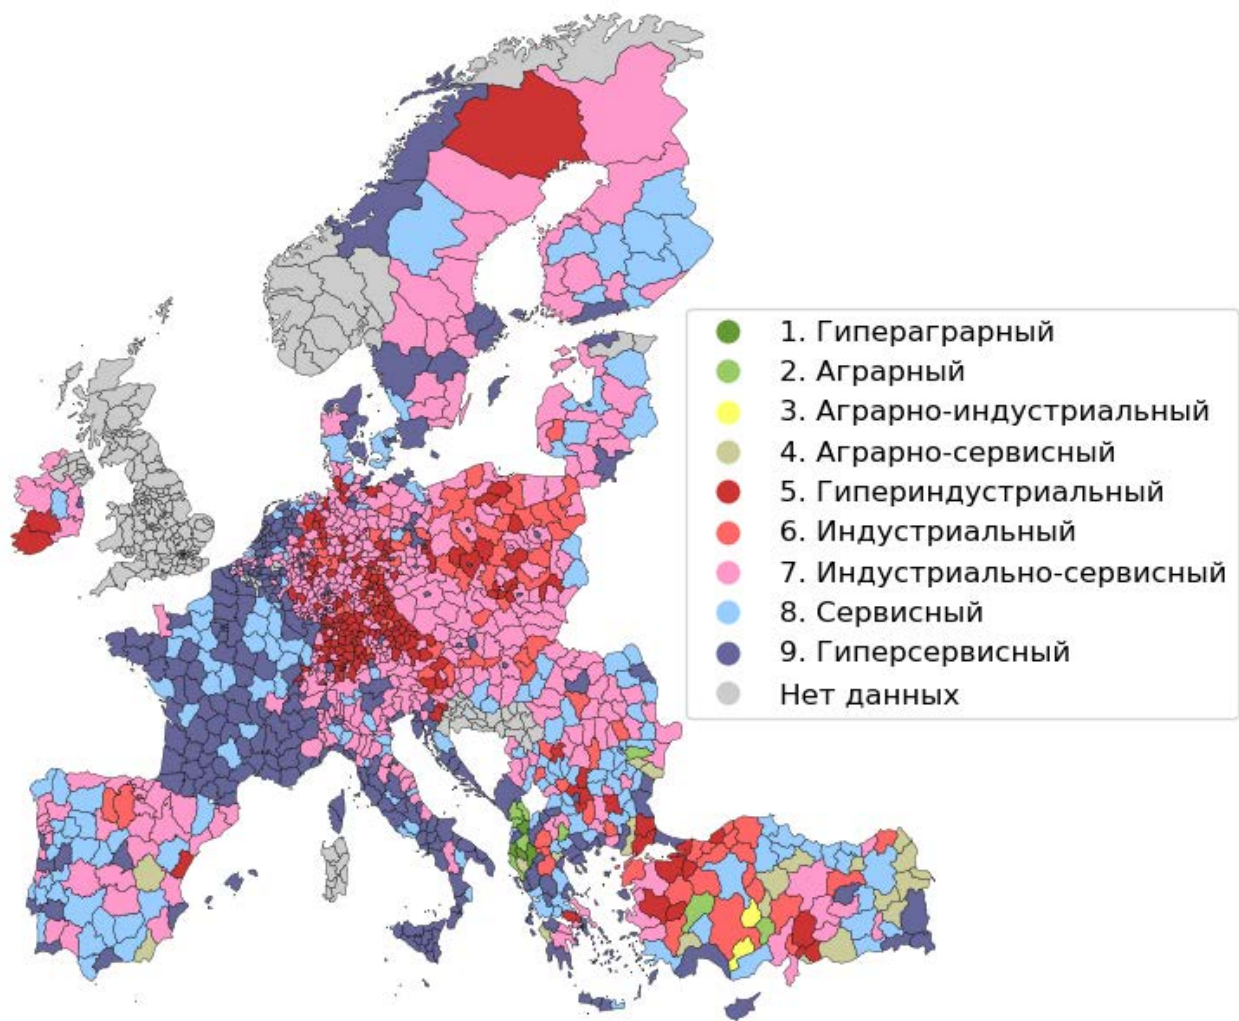 1. Гипераграрный
2. Аграрный
3. Аграрно-индустриальный
4. Аграрно-сервисный
5. Гипериндустриальный
6. Индустриальный
7. Индустриально-сервисный
8. Сервисный
9. Гиперсервисный
Нет данных